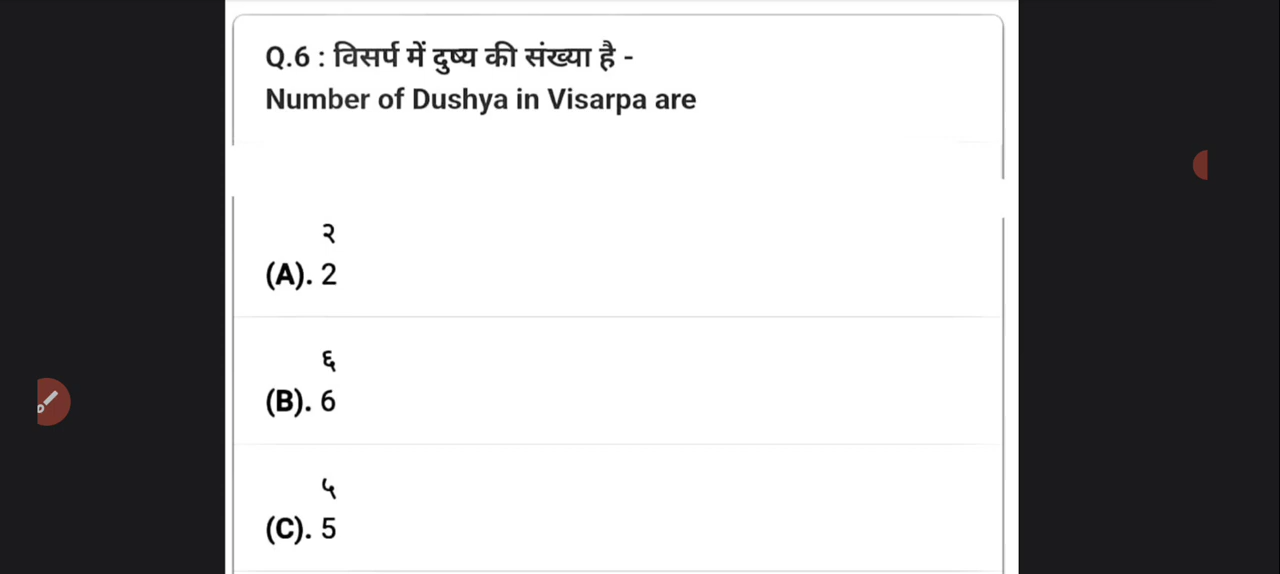 Q.6 : विसर्प में दुष्य की संख्या है -
Number of Dushya in Visarpa are
२
(A). 2
६
(B). 6
५
(C). 5